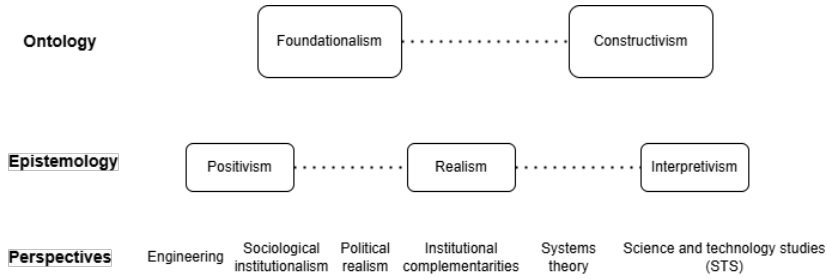 Ontology
Foundationalism
Constructivism
Epistemology
Positivism
Realism
Interpretivism
Perspectives
Engineering
Sociological
institutionalism
Political
realism
Institutional
complementarities
Systems
theory
Science and technology studies
(STS)